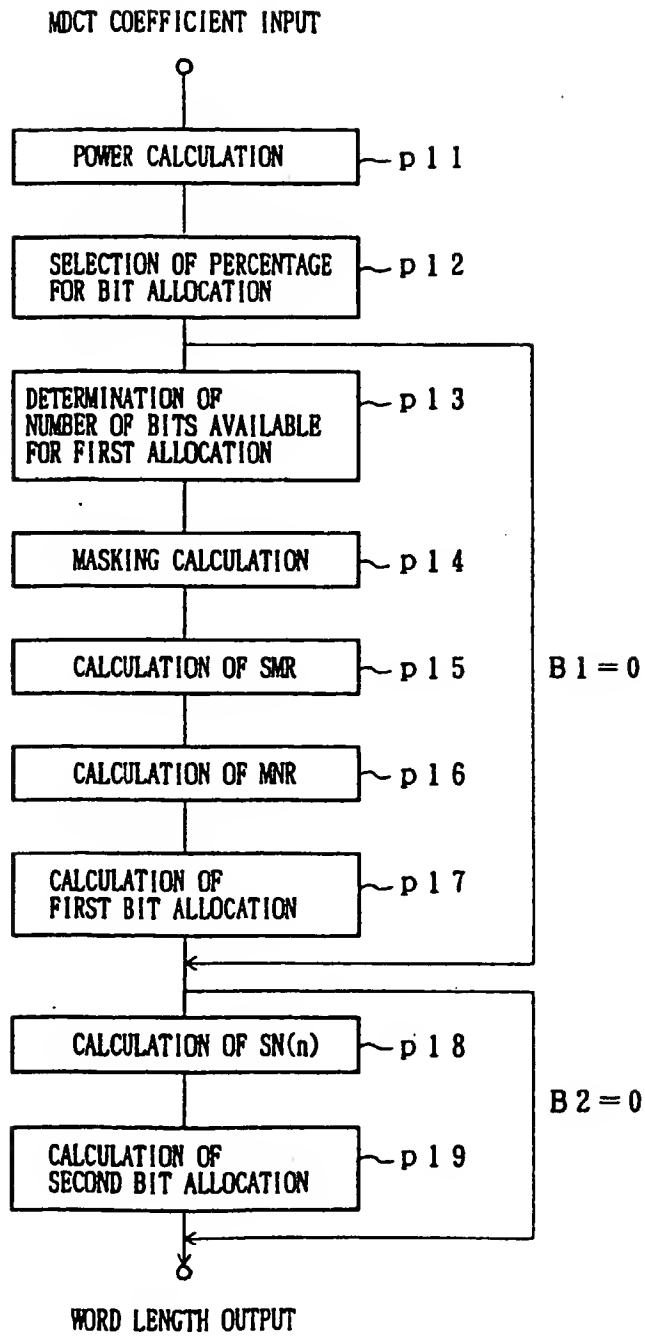 MDCT COEFFICIENT INPUT
POWER CALCULATION
p11
SELECTION OF PERCENTAGE
FOR BIT ALLOCATION
p12
DETERMINATION OF
NUMBER OF BITS AVAILABLE
FOR FIRST ALLOCATION
p13
MASKING CALCULATION
p14
CALCULATION OF SMR
p15
B1=0
CALCULATION OF MNR
p16
CALCULATION OF
FIRST BIT ALLOCATION
p17
CALCULATION OF SN(n)
p18
B2=0
CALCULATION OF
SECOND BIT ALLOCATION
p19
WORD LENGTH OUTPUT